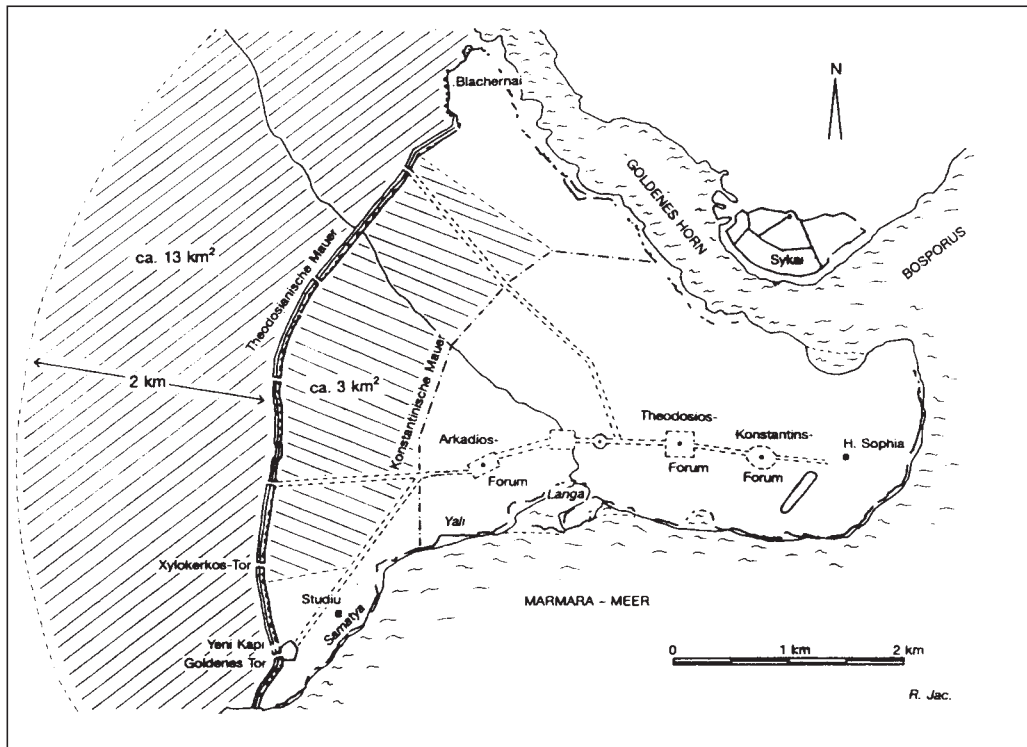 Blachernai
N
GOLDENES HORN
Sykai
BOSPORUS
ca. 13 km²
Theodosianische Mauer
2 km
ca. 3 km²
Konstantinische Mauer
Arkadios-
Forum
Theodosios-
Forum
Konstantins-
Forum
H. Sophia
Langa
Yalı
Xylokerkos-Tor
Studiu
Samatya
MARMARA - MEER
Yeni Kapı
Goldenes Tor
0 1 km 2 km
R. Jac.